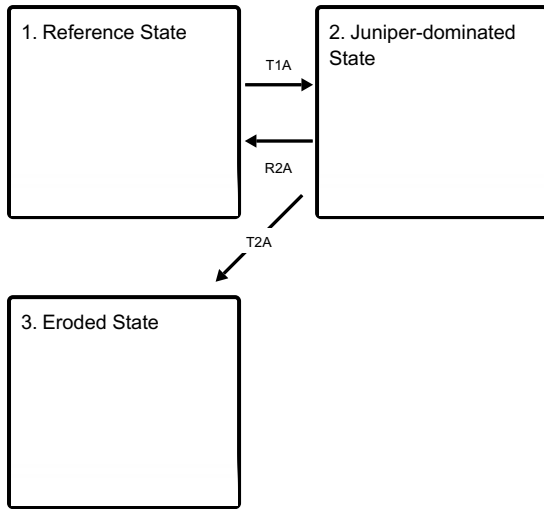 1. Reference State
2. Juniper-dominated
State
T1A
R2A
T2A
3. Eroded State